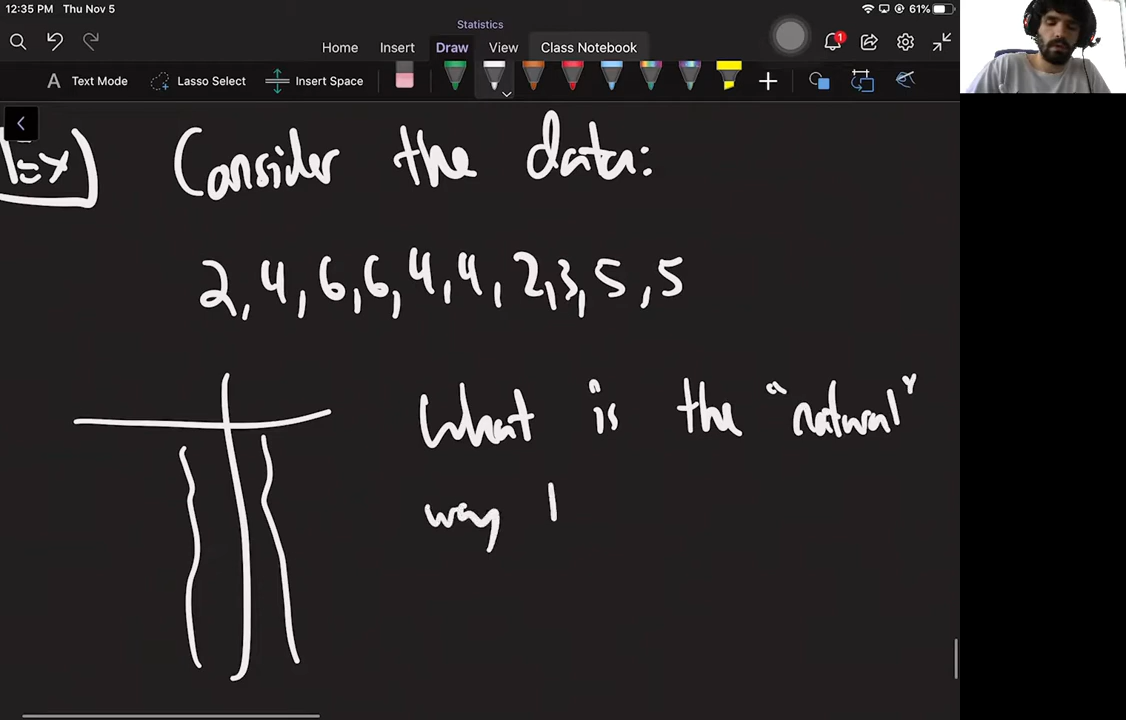 12:35 PM Thu Nov 5
61%
Statistics
Home Insert Draw View Class Notebook
1
Text Mode Lasso Select Insert Space
Ex) Consider the data:
2, 4, 6, 6, 4, 4, 2, 3, 5, 5
What is the "natural"
way